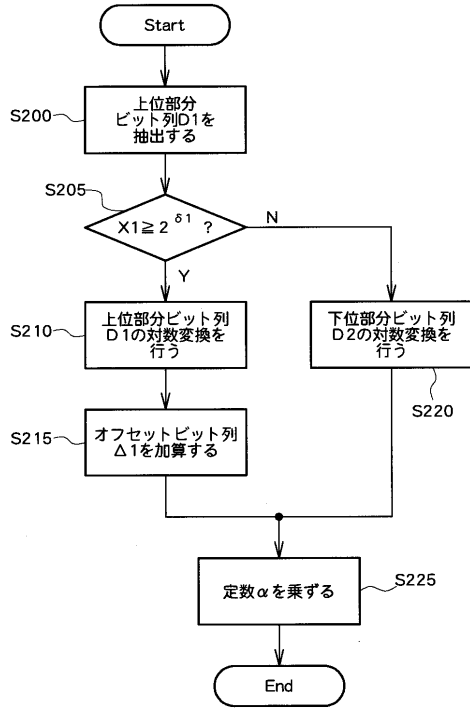 Start
S200
上位部分
ビット列D1を
抽出する
S205
X1≧2^δ1 ?
N
Y
S210
上位部分ビット列
D1の対数変換を
行う
下位部分ビット列
D2の対数変換を
行う
S220
S215
オフセットビット列
Δ1を加算する
定数αを乗ずる
S225
End